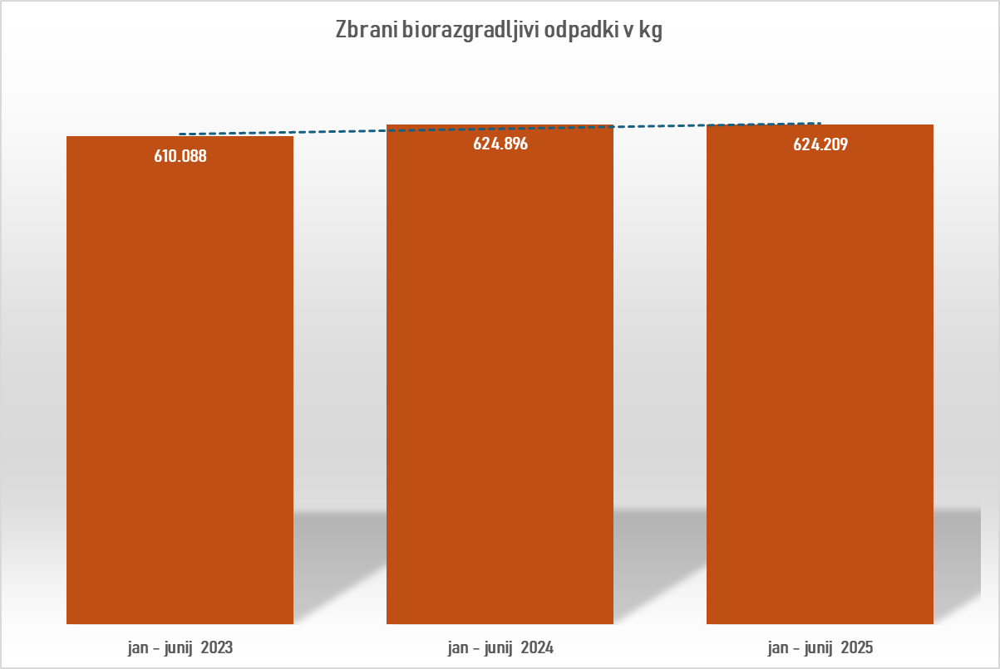 Zbrani biorazgradljivi odpadki v kg
610.088
624.896
624.209
jan - junij 2023
jan - junij 2024
jan - junij 2025